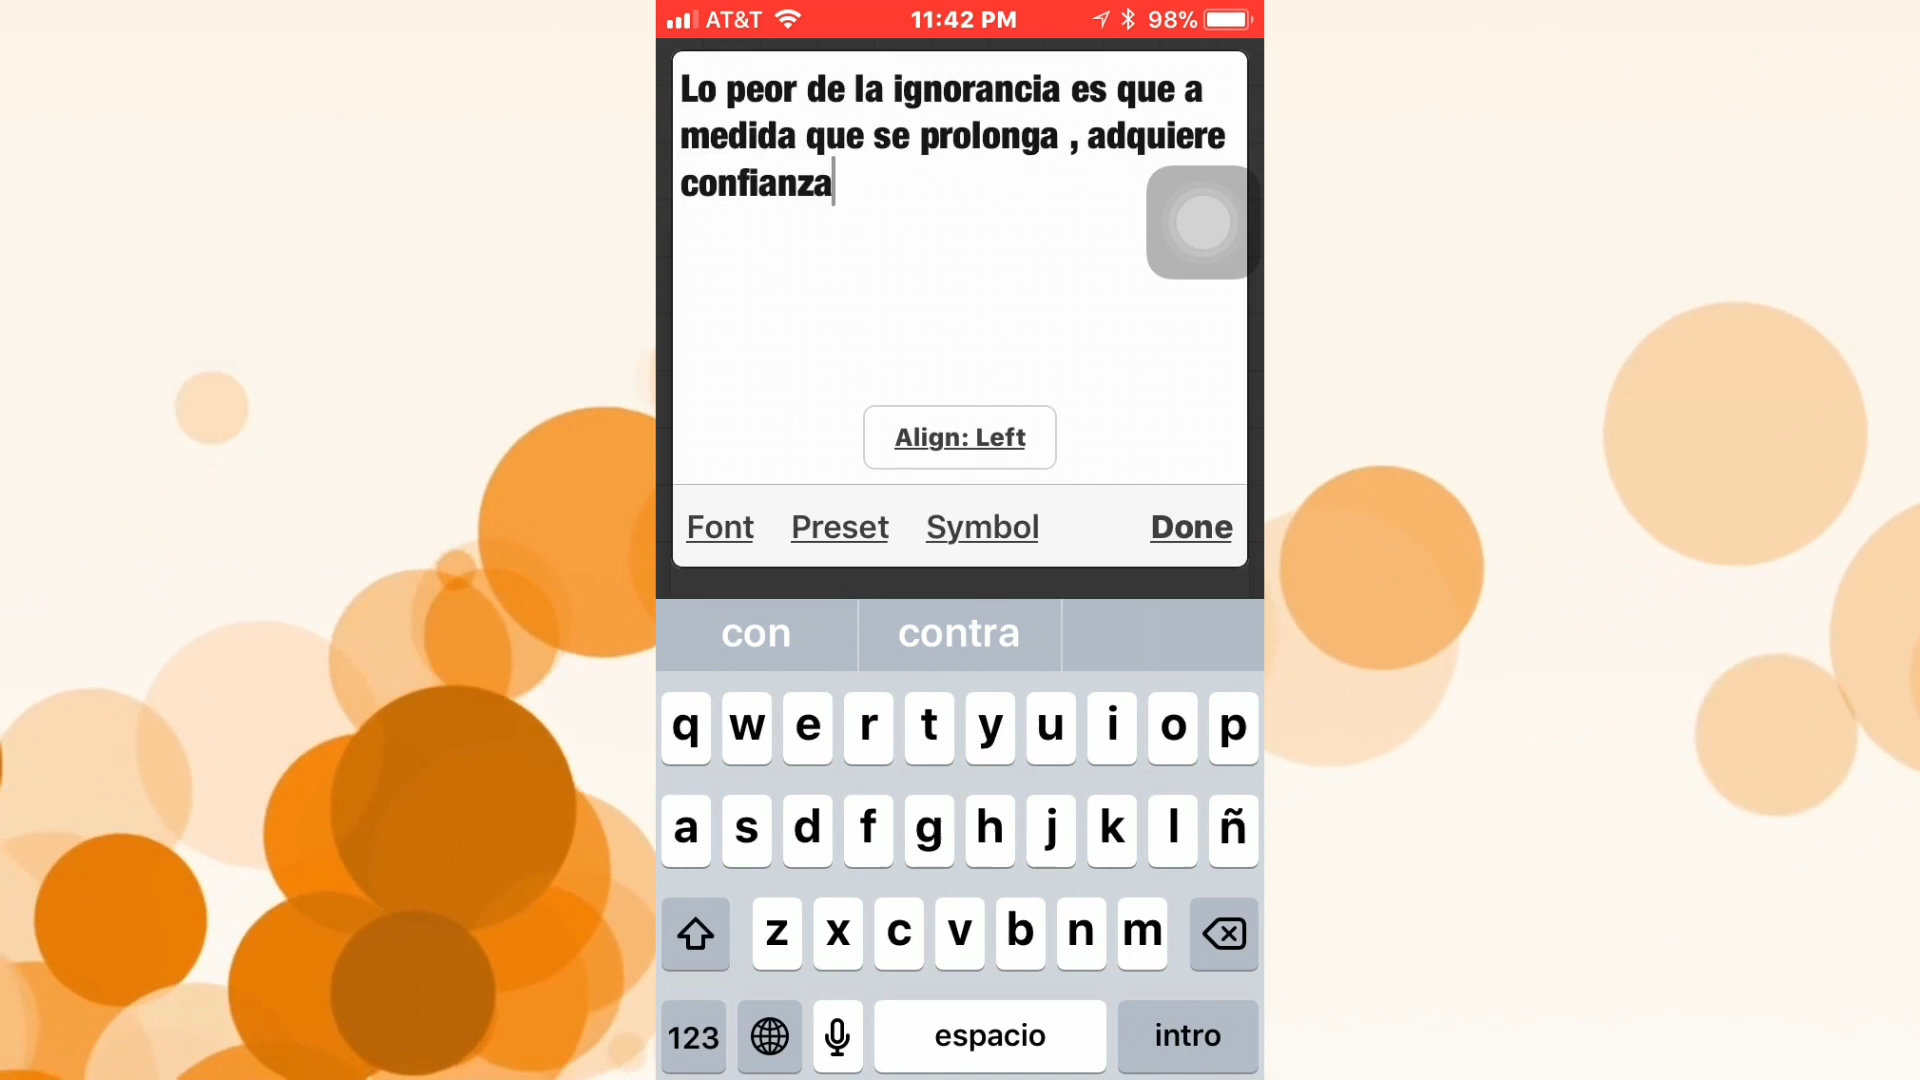 AT&T 11:42 PM 98%
Lo peor de la ignorancia es que a
medida que se prolonga , adquiere
confianza
Align: Left
Font Preset Symbol Done
con contra
q w e r t y u i o p
a s d f g h j k l ñ
z x c v b n m
123 espacio intro